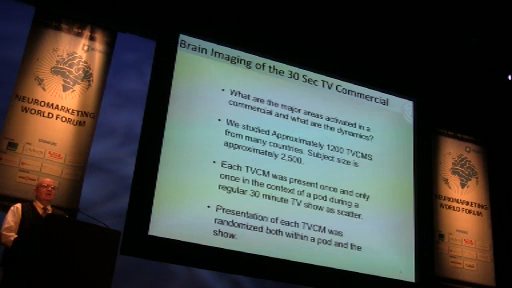 NEUROMARKETING
WORLD FORUM
Brain Imaging of the 30 Sec TV Commercial
• What are the major areas activated in a
commercial and what are the dynamics?
• We studied Approximately 1200 TVCMS
from many countries. Subject size is
approximately 2,500.
• Each TVCM was present once and only
once in the context of a pod during a
regular 30 minute TV show as scatter.
• Presentation of each TVCM was
randomized both within a pod and the
show.
NEUROMARKETING
WORLD FORUM